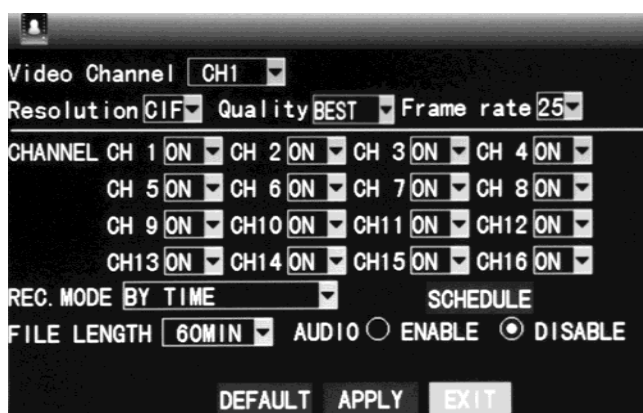 Video Channel CH1
Resolution CIF Quality BEST Frame rate 25
CHANNEL CH 1 ON CH 2 ON CH 3 ON CH 4 ON
CH 5 ON CH 6 ON CH 7 ON CH 8 ON
CH 9 ON CH10 ON CH11 ON CH12 ON
CH13 ON CH14 ON CH15 ON CH16 ON
REC. MODE BY TIME SCHEDULE
FILE LENGTH 60MIN AUDIO ENABLE DISABLE
DEFAULT APPLY EXIT